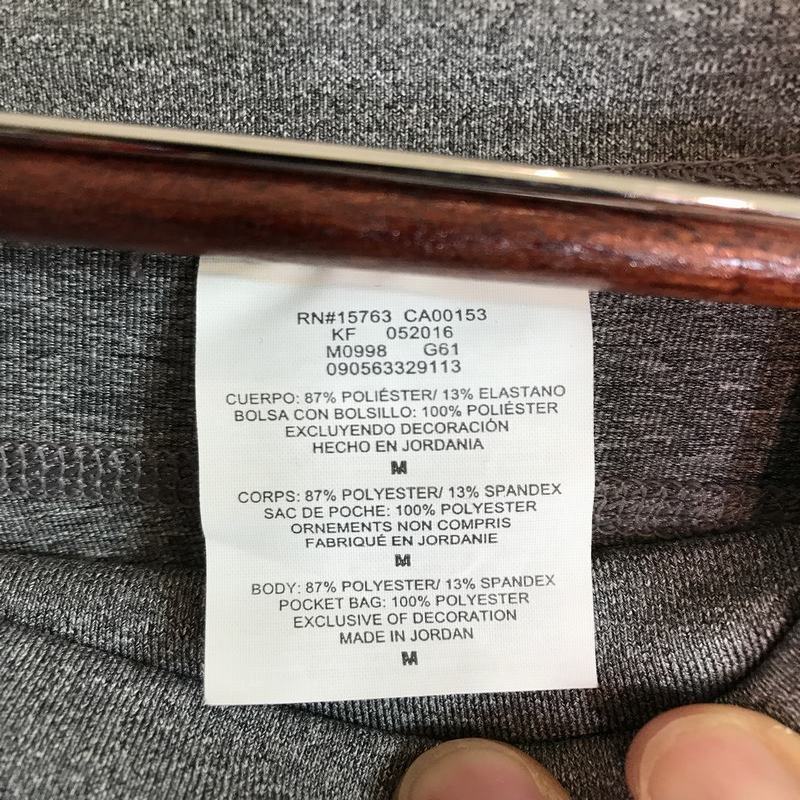 RN#15763 CA00153
KF 052016
M0998 G61
090563329113
CUERPO: 87% POLIÉSTER/ 13% ELASTANO
BOLSA CON BOLSILLO: 100% POLIÉSTER
EXCLUYENDO DECORACIÓN
HECHO EN JORDANIA
M
CORPS: 87% POLYESTER/ 13% SPANDEX
SAC DE POCHE: 100% POLYESTER
ORNEMENTS NON COMPRIS
FABRIQUÉ EN JORDANIE
M
BODY: 87% POLYESTER/ 13% SPANDEX
POCKET BAG: 100% POLYESTER
EXCLUSIVE OF DECORATION
MADE IN JORDAN
M